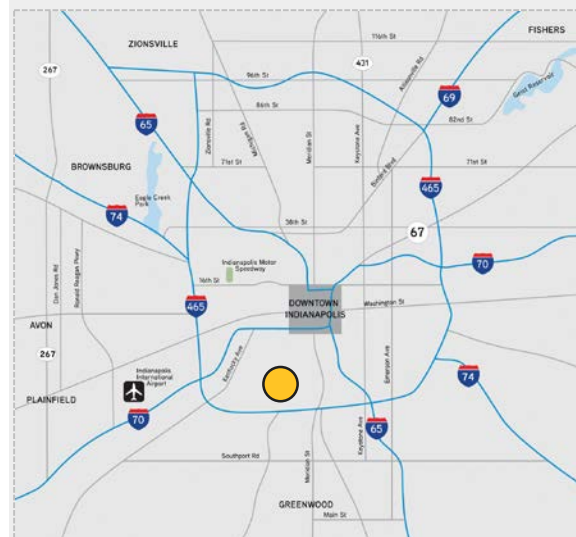 116th St
FISHERS
ZIONSVILLE
431
Allisonville Rd
267
96th St
Geist Reservoir
69
86th St
65
Zionsville Rd
Michigan Rd
Meridian St
Keystone Ave
82nd St
Binford Blvd
BROWNSBURG
71st St
71st St
Eagle Creek
Park
465
74
38th St
67
70
Indianapolis Motor
Speedway
Dan Jones Rd
Ronald Reagan Pkwy
16th St
465
DOWNTOWN
INDIANAPOLIS
Washington St
AVON
267
Kentucky Ave
Emerson Ave
Indianapolis
International
Airport
74
PLAINFIELD
70
65
Keystone Ave
Southport Rd
Meridian St
GREENWOOD
Main St